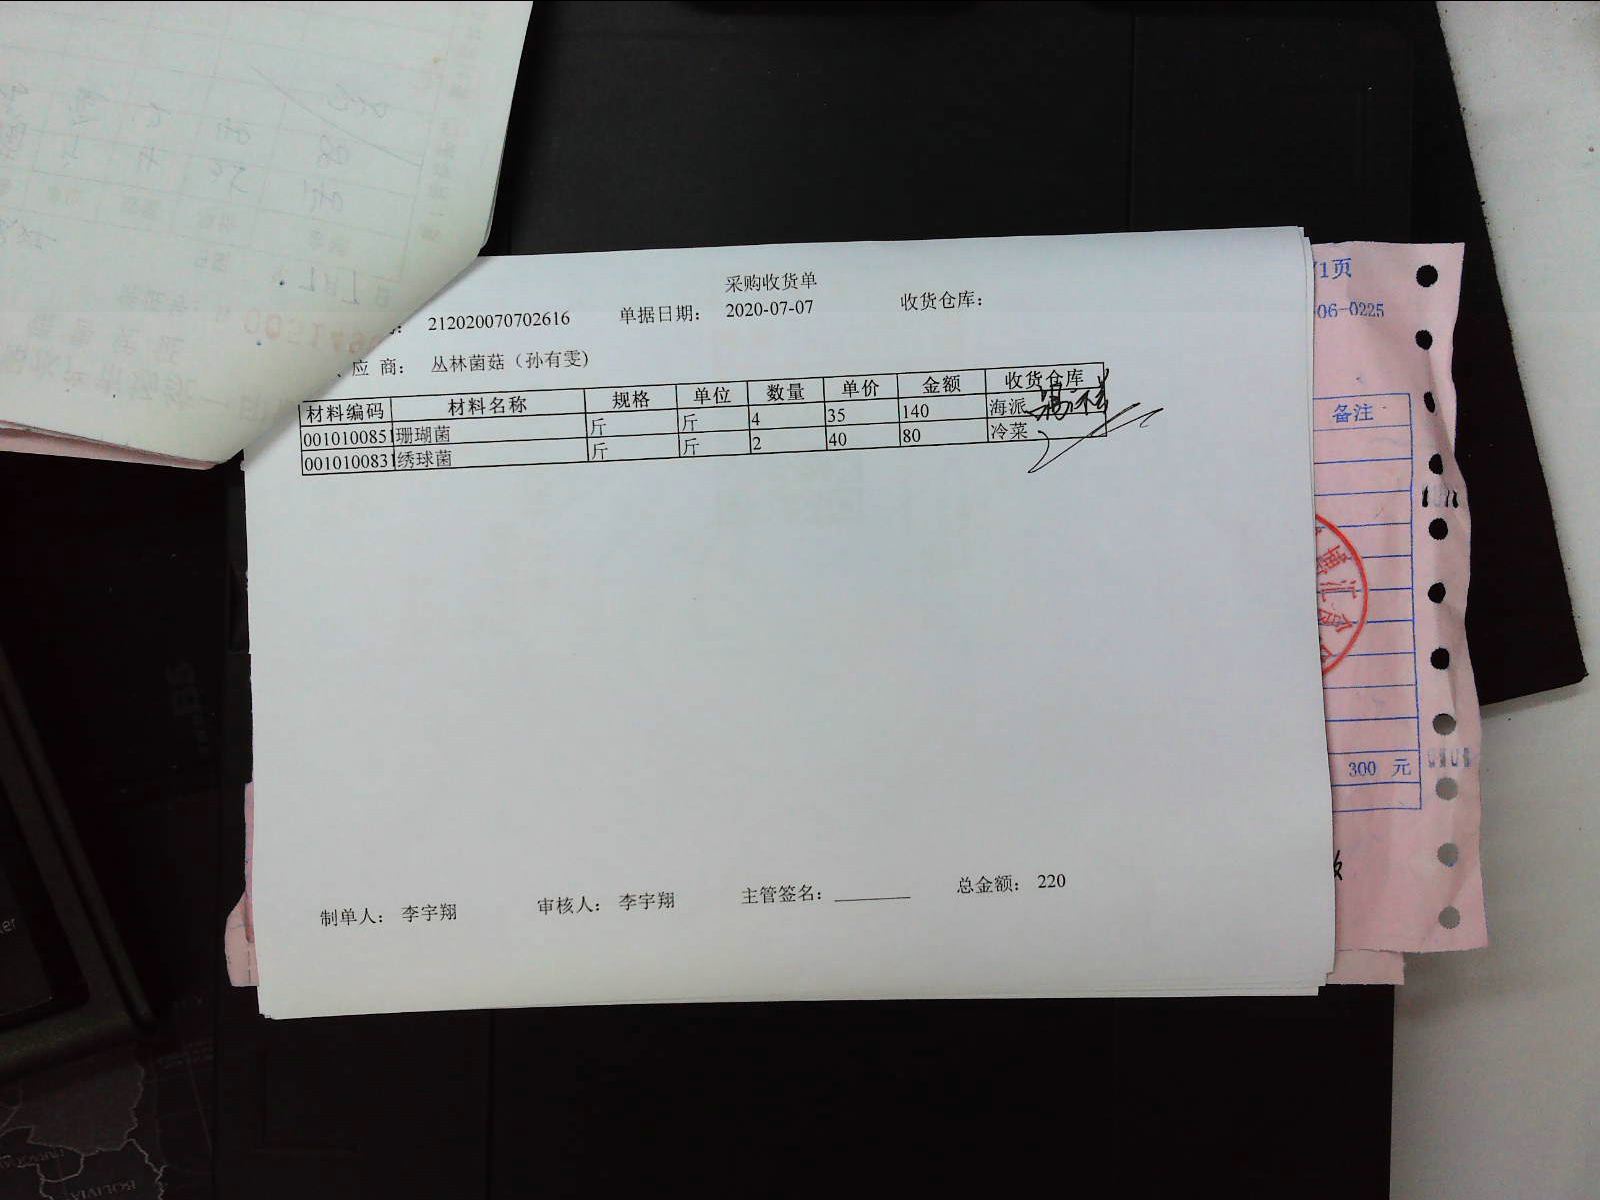 采购收货单
212020070702616 单据日期： 2020-07-07 收货仓库：
应 商： 丛林菌菇（孙有雯）
材料编码 材料名称 规格 单位 数量 单价 金额 收货仓库
0010100851 珊瑚菌 斤 斤 4 35 140 海派
0010100831 绣球菌 斤 斤 2 40 80 冷菜
制单人： 李宇翔 审核人： 李宇翔 主管签名： 总金额： 220
/1页
06-0225
备注
300 元